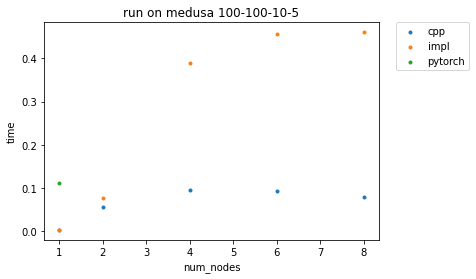 run on medusa 100-100-10-5
cpp
impl
pytorch
time
0.4
0.3
0.2
0.1
0.0
1 2 3 4 5 6 7 8
num_nodes